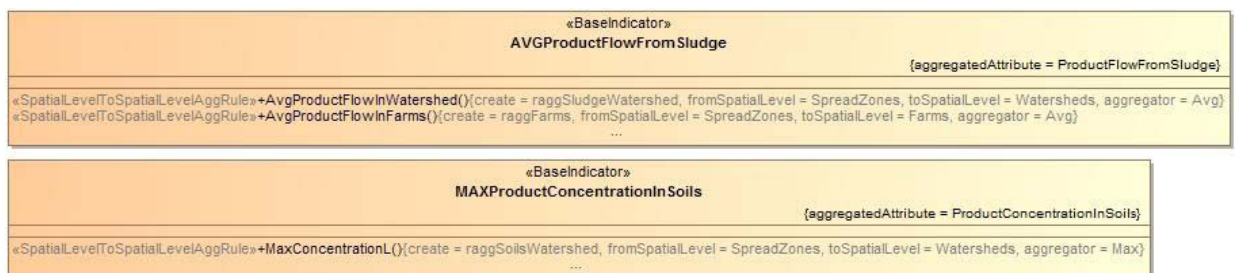 «BaseIndicator»
AVGProductFlowFromSludge
{aggregatedAttribute = ProductFlowFromSludge}
«SpatialLevelToSpatialLevelAggRule»+AvgProductFlowInWatershed(){create = raggSludgeWatershed, fromSpatialLevel = SpreadZones, toSpatialLevel = Watersheds, aggregator = Avg}
«SpatialLevelToSpatialLevelAggRule»+AvgProductFlowInFarms(){create = raggFarms, fromSpatialLevel = SpreadZones, toSpatialLevel = Farms, aggregator = Avg}
...
«BaseIndicator»
MAXProductConcentrationInSoils
{aggregatedAttribute = ProductConcentrationInSoils}
«SpatialLevelToSpatialLevelAggRule»+MaxConcentrationL(){create = raggSoilsWatershed, fromSpatialLevel = SpreadZones, toSpatialLevel = Watersheds, aggregator = Max}
...